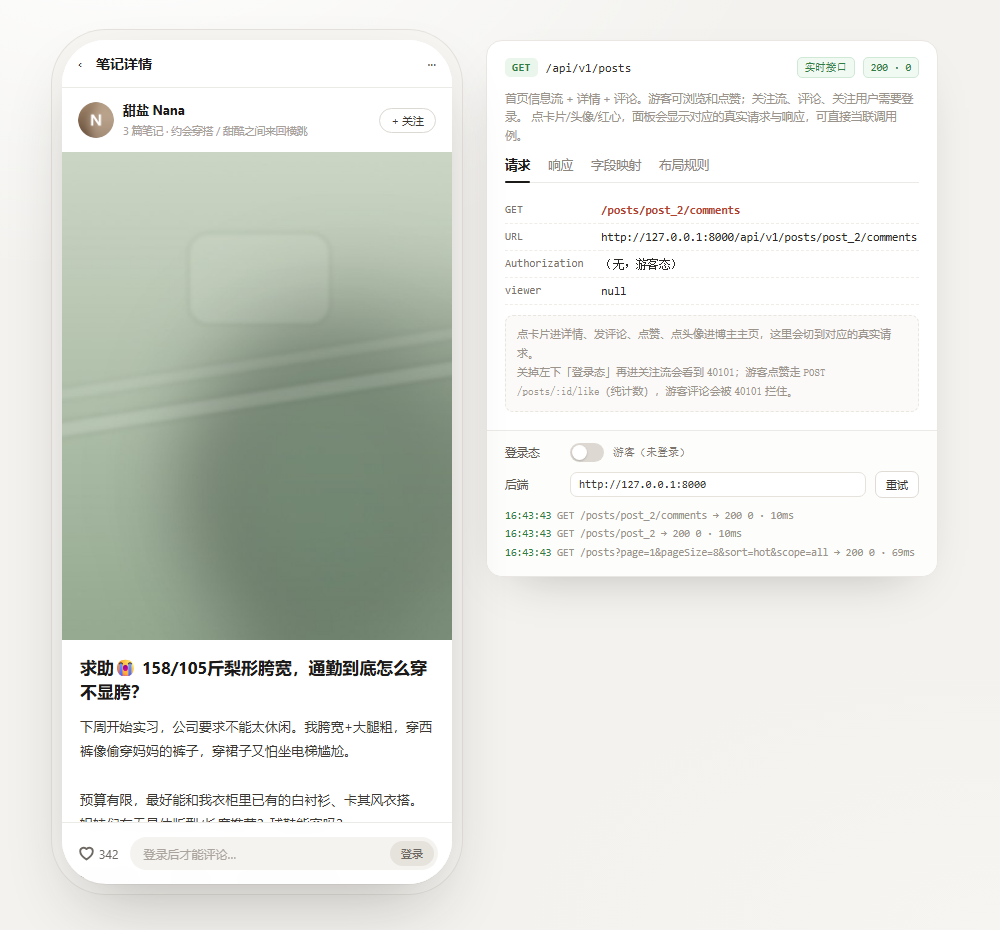 ‹ 笔记详情 ···
N
甜盐 Nana
3 篇笔记 · 约会穿搭 / 甜酷之间来回横跳
+ 关注
求助😭 158/105斤梨形胯宽，通勤到底怎么穿
不显胯？
下周开始实习，公司要求不能太休闲。我胯宽+大腿粗，穿西
裤像偷穿妈妈的裤子，穿裙子又怕坐电梯尴尬。
预算有限，最好能和我衣柜里已有的白衬衫、卡其风衣搭。
342
登录后才能评论...
登录
GET /api/v1/posts
实时接口
200 · 0
首页信息流 + 详情 + 评论。游客可浏览和点赞；关注流、评论、关注用户需要登
录。 点卡片/头像/红心，面板会显示对应的真实请求与响应，可直接当联调用
例。
请求 响应 字段映射 布局规则
GET /posts/post_2/comments
URL http://127.0.0.1:8000/api/v1/posts/post_2/comments
Authorization （无，游客态）
viewer null
点卡片进详情、发评论、点赞、点头像进博主主页，这里会切到对应的真实请
求。
关掉左下「登录态」再进关注流会看到 40101；游客点赞走 POST
/posts/:id/like（纯计数），游客评论会被 40101 拦住。
登录态 游客（未登录）
后端 http://127.0.0.1:8000 重试
16:43:43 GET /posts/post_2/comments → 200 0 · 10ms
16:43:43 GET /posts/post_2 → 200 0 · 10ms
16:43:43 GET /posts?page=1&pageSize=8&sort=hot&scope=all → 200 0 · 69ms